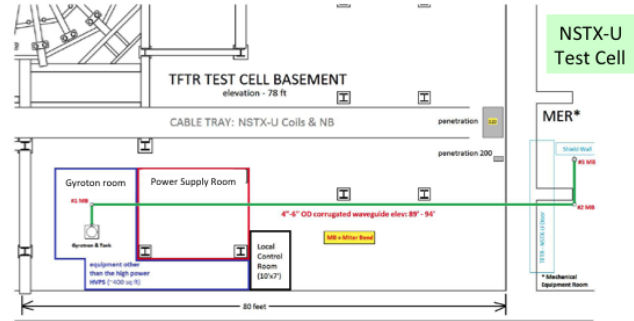 NSTX-U
Test Cell
TFTR TEST CELL BASEMENT
elevation - 78 ft
CABLE TRAY: NSTX-U Coils & NB
penetration
MER*
penetration 200
Shield Wall
#3 MB
Gyroton room
Power Supply Room
#1 MB
#2 MB
4"-6" OD corrugated waveguide elev: 89' - 94'
Gyrotron & Tank
MB = Miter Bend
Local
Control
Room
(10'x7')
equipment other
than the high power
HVPS (~400 sq ft)
* Mechanical
Equipment Room
80 feet